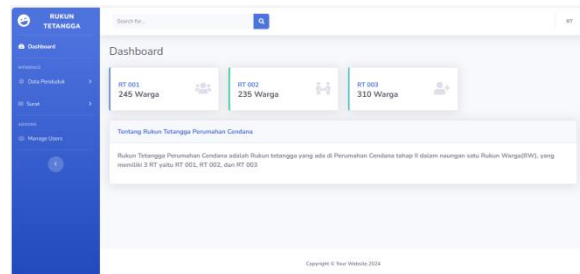 RUKUN
TETANGGA
Search for...
RT
Dashboard
Dashboard
INTERFACE
Data Penduduk
Surat
ADDONS
Manage Users
RT 001
245 Warga
RT 002
235 Warga
RT 003
310 Warga
Tentang Rukun Tetangga Perumahan Cendana
Rukun Tetangga Perumahan Cendana adalah Rukun tetangga yang ada di Perumahan Cendana tahap II dalam naungan satu Rukun Warga(RW), yang
memiliki 3 RT yaitu RT 001, RT 002, dan RT 003
Copyright © Your Website 2024